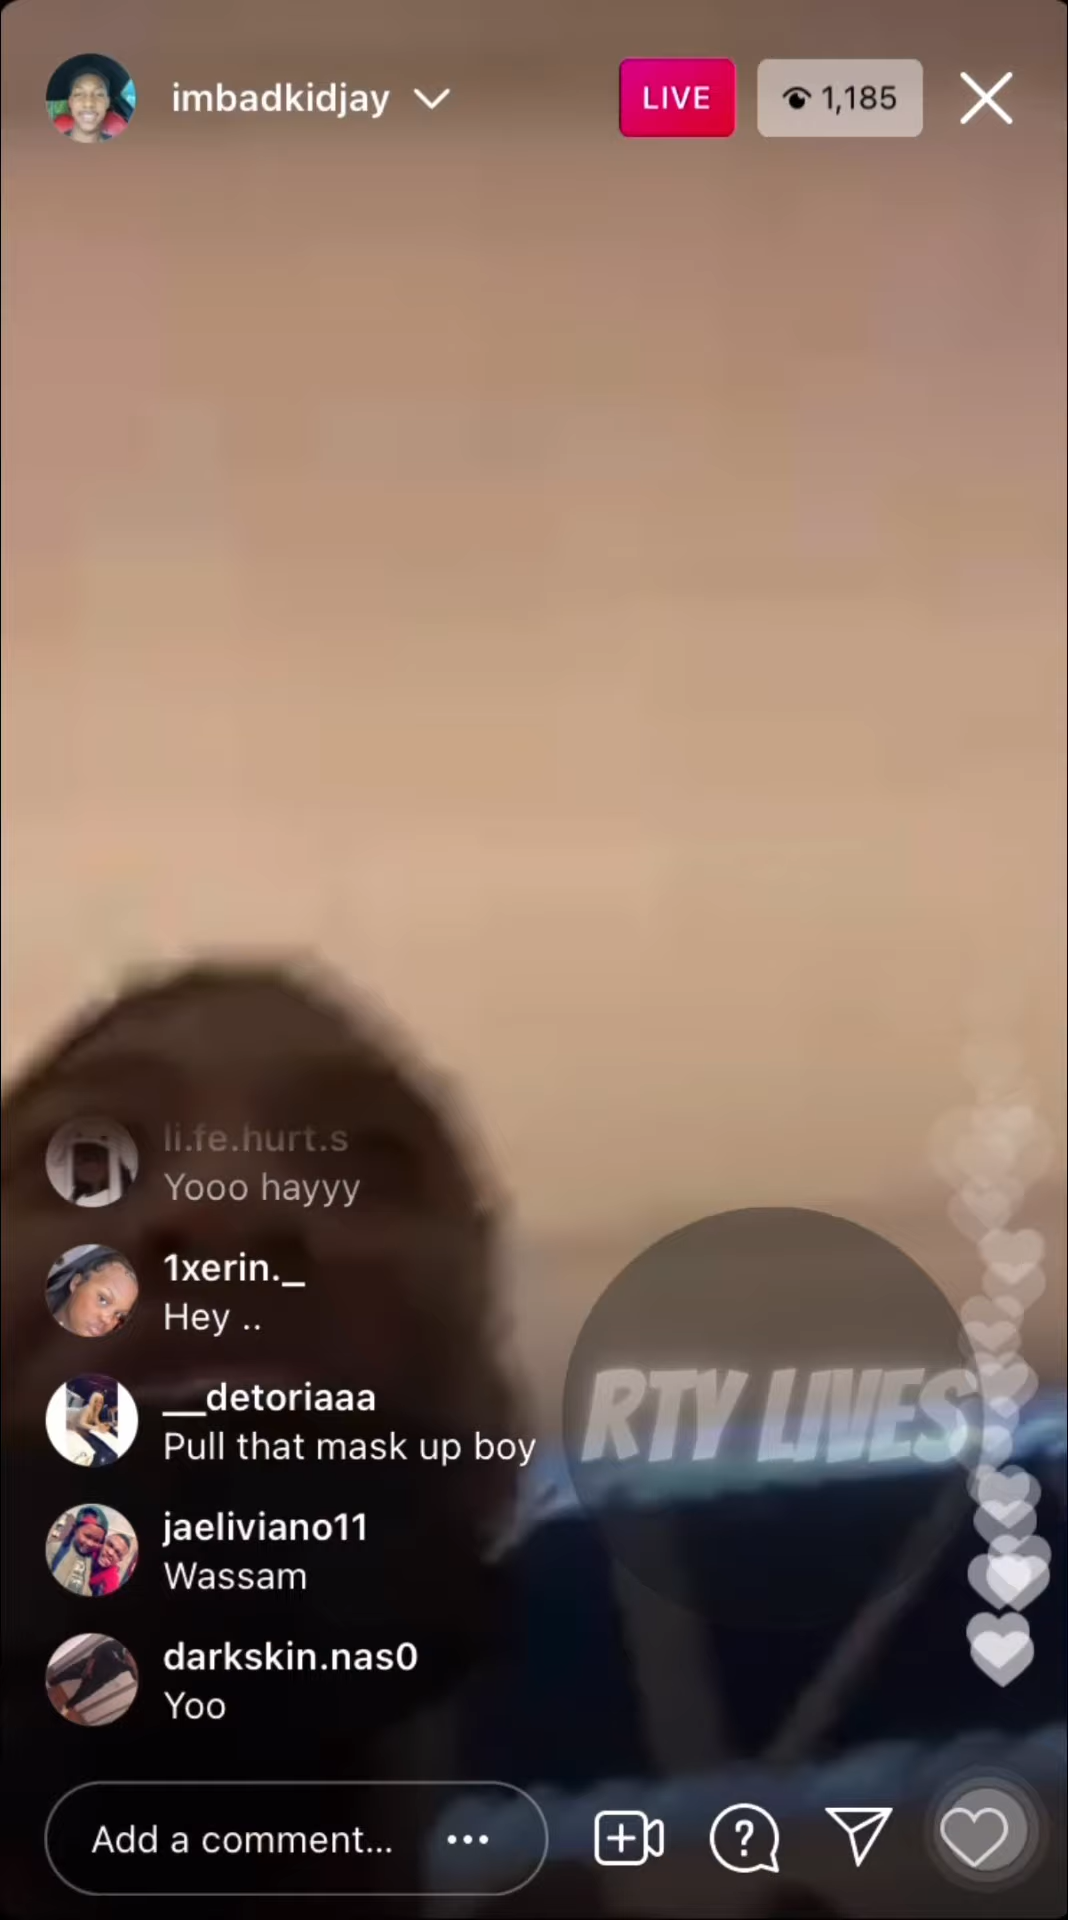 imbadkidjay
LIVE
1,185
li.fe.hurt.s
Yooo hayyy
1xerin._
Hey ..
__detoriaaa
Pull that mask up boy
RTY LIVES
jaeliviano11
Wassam
darkskin.nas0
Yoo
Add a comment...